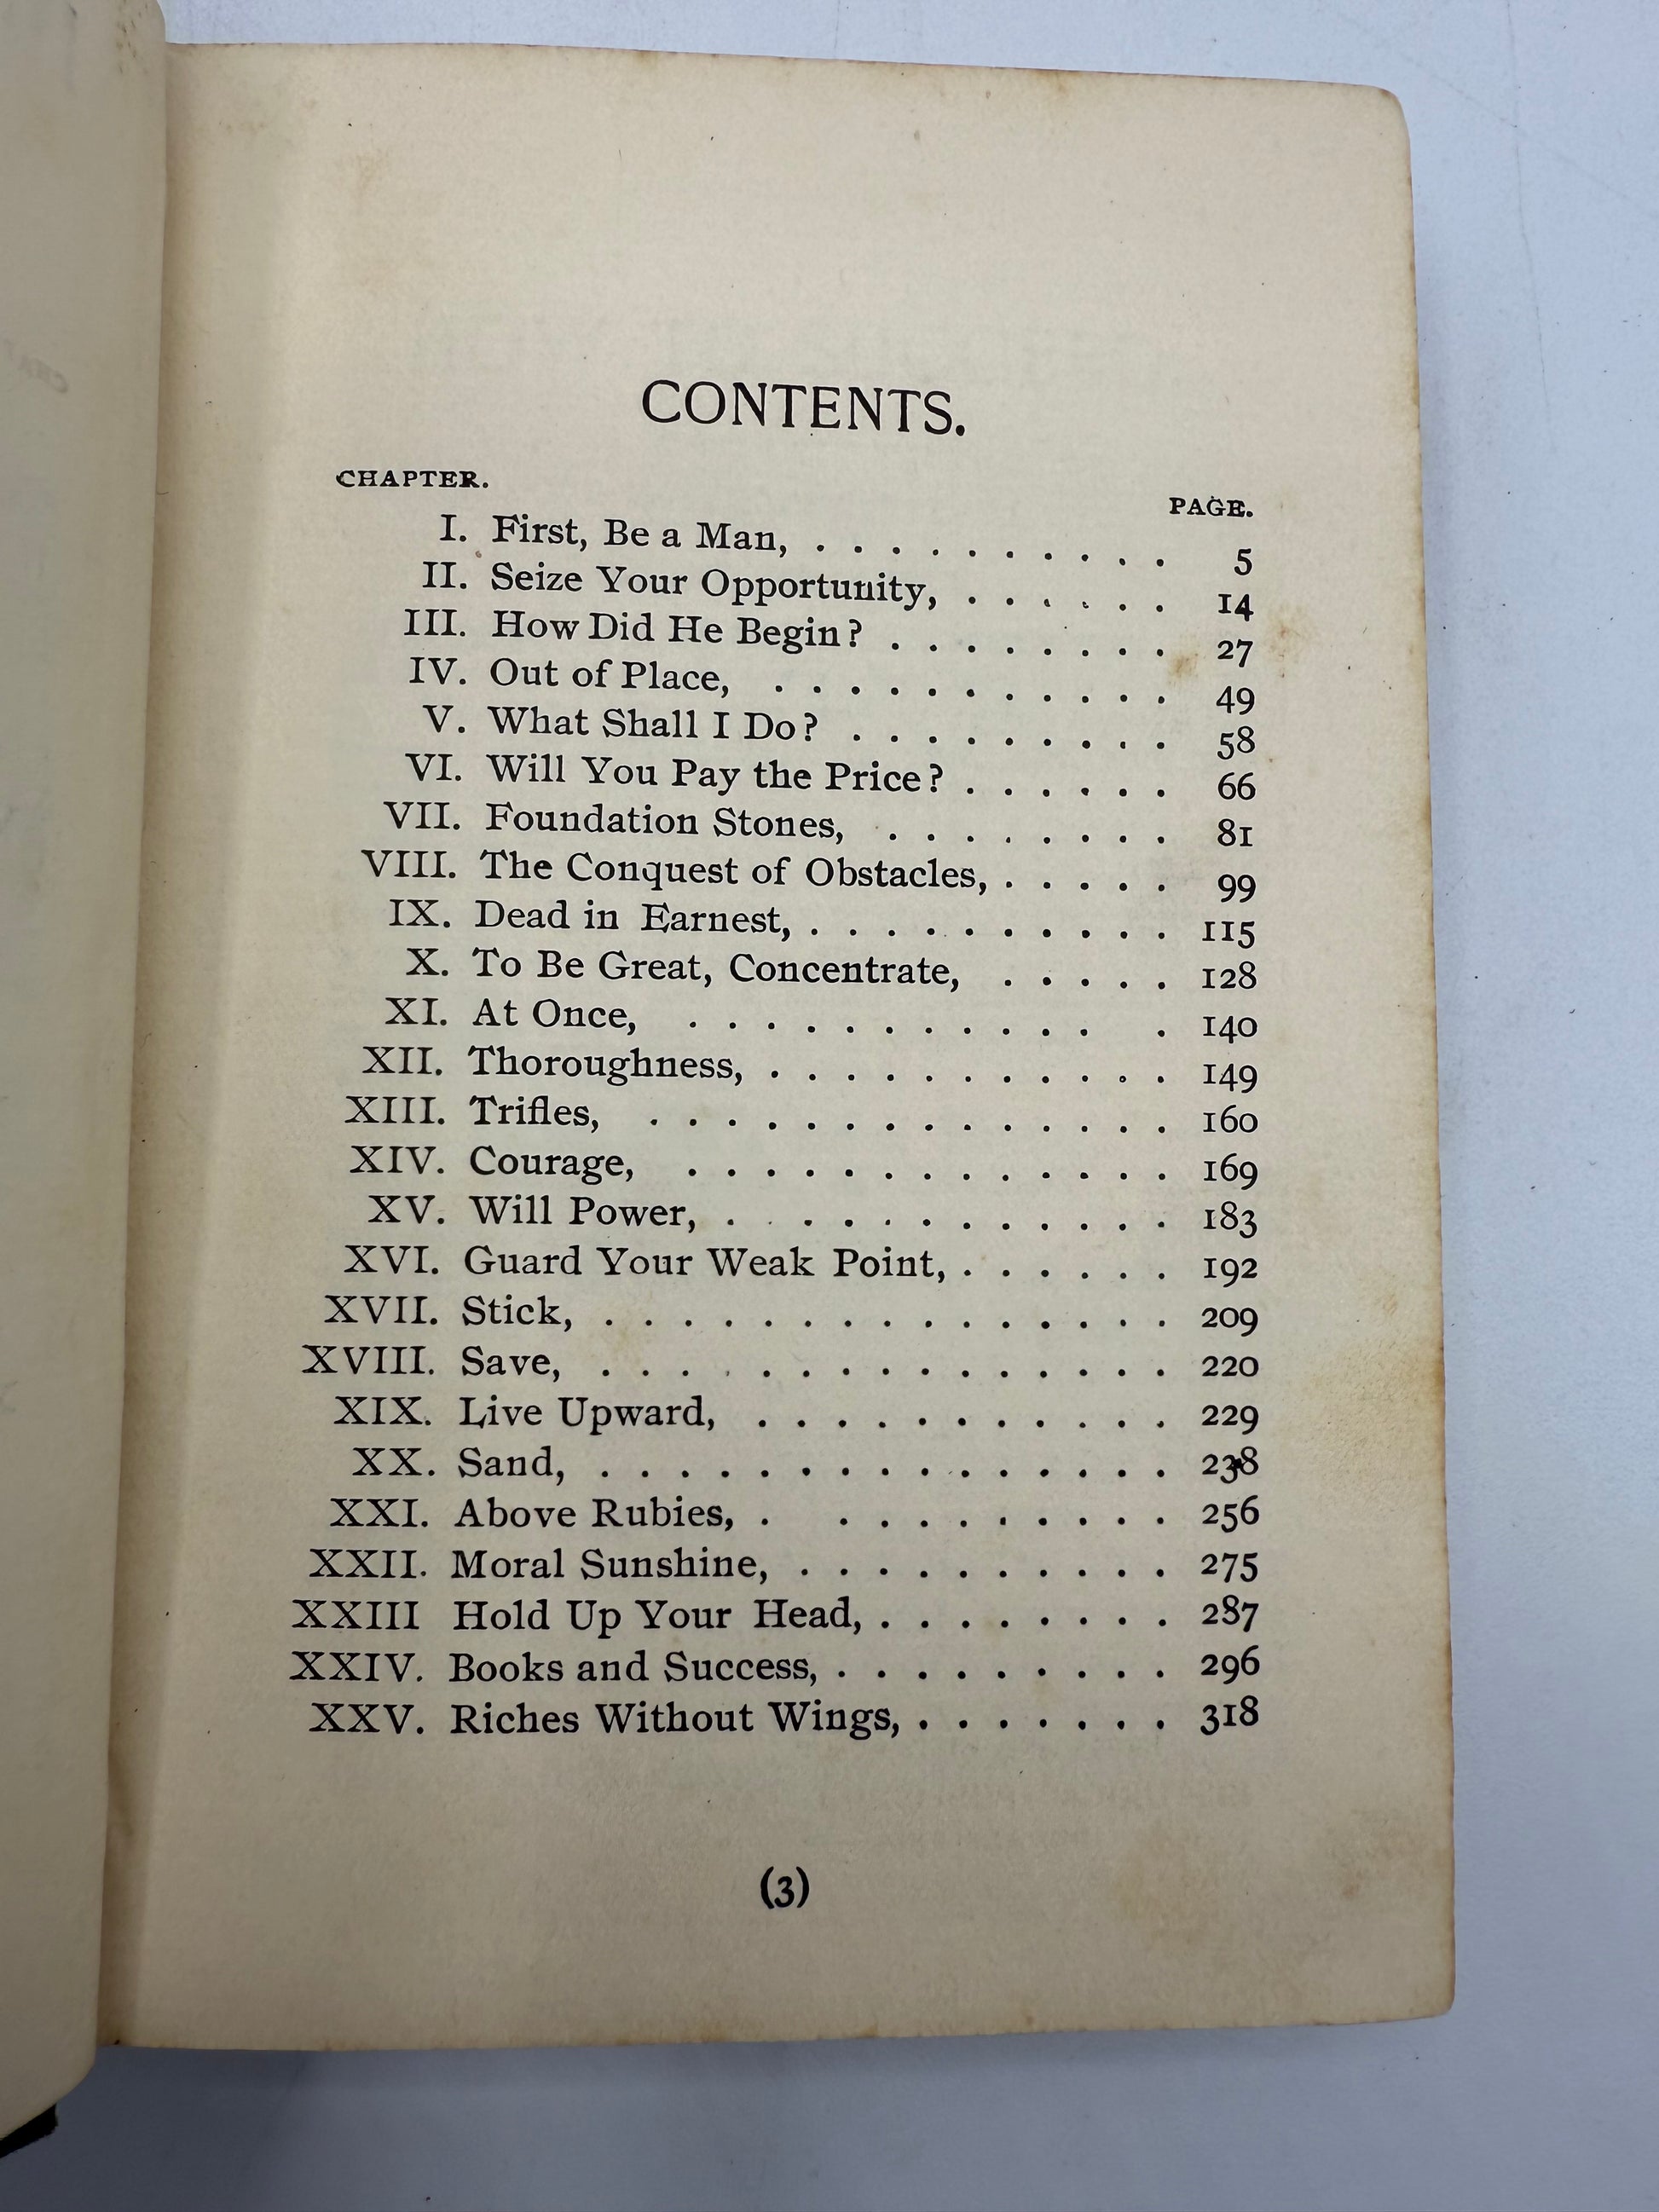 CONTENTS.
CHAPTER. PAGE.
I. First, Be a Man, . . . . . . . . . . 5
II. Seize Your Opportunity, . . . . . . 14
III. How Did He Begin? . . . . . . . . 27
IV. Out of Place, . . . . . . . . . . . 49
V. What Shall I Do? . . . . . . . . . 58
VI. Will You Pay the Price? . . . . . . 66
VII. Foundation Stones, . . . . . . . . 81
VIII. The Conquest of Obstacles, . . . . . 99
IX. Dead in Earnest, . . . . . . . . . . 115
X. To Be Great, Concentrate, . . . . . 128
XI. At Once, . . . . . . . . . . . . 140
XII. Thoroughness, . . . . . . . . . . . 149
XIII. Trifles, . . . . . . . . . . . . . . 160
XIV. Courage, . . . . . . . . . . . . . 169
XV. Will Power, . . . . . . . . . . . . 183
XVI. Guard Your Weak Point, . . . . . . 192
XVII. Stick, . . . . . . . . . . . . . . . 209
XVIII. Save, . . . . . . . . . . . . . . . 220
XIX. Live Upward, . . . . . . . . . . . 229
XX. Sand, . . . . . . . . . . . . . . . 238
XXI. Above Rubies, . . . . . . . . . . 256
XXII. Moral Sunshine, . . . . . . . . . . 275
XXIII Hold Up Your Head, . . . . . . . . 287
XXIV. Books and Success, . . . . . . . . . 296
XXV. Riches Without Wings, . . . . . . . 318
(3)